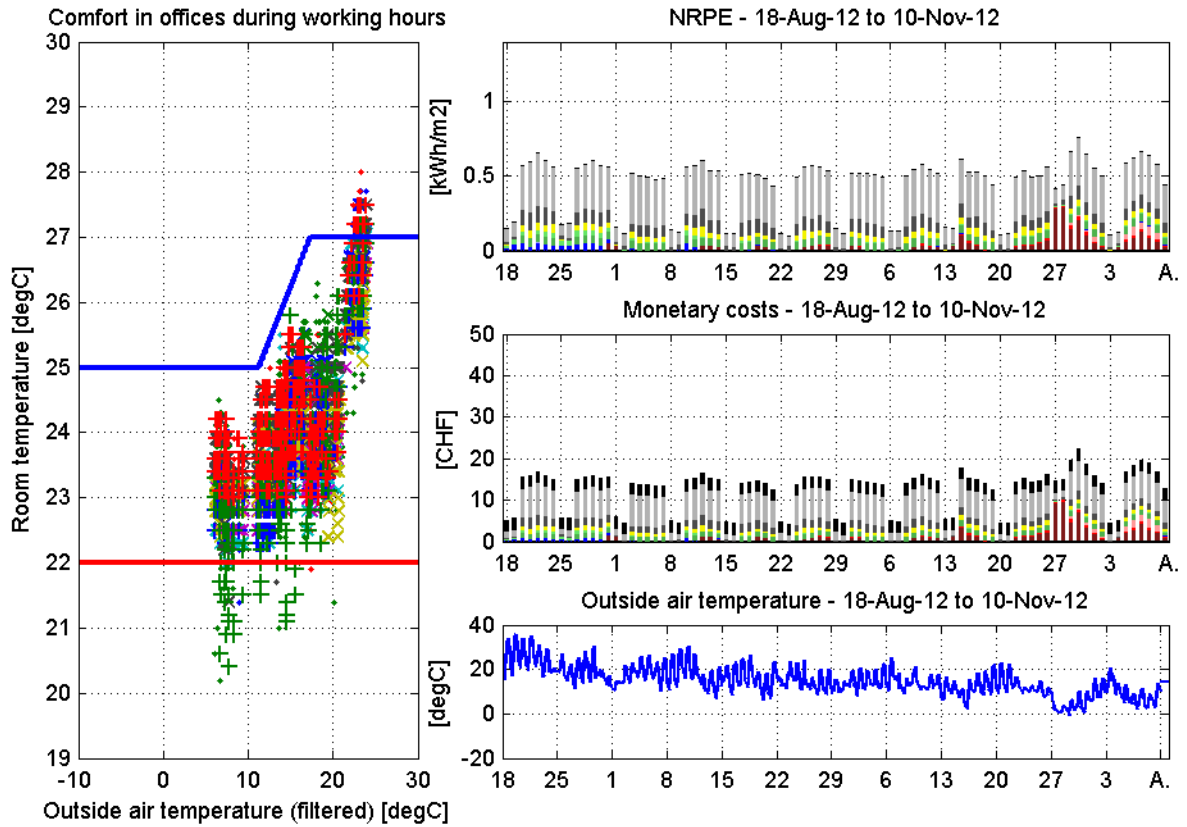 Comfort in offices during working hours
30
29
28
27
26
25
24
23
22
21
20
19
-10 0 10 20 30
Room temperature [degC]
Outside air temperature (filtered) [degC]
NRPE - 18-Aug-12 to 10-Nov-12
[kWh/m2]
1
0.5
0
18 25 1 8 15 22 29 6 13 20 27 3 A.
Monetary costs - 18-Aug-12 to 10-Nov-12
[CHF]
50
40
30
20
10
0
18 25 1 8 15 22 29 6 13 20 27 3 A.
Outside air temperature - 18-Aug-12 to 10-Nov-12
[degC]
40
20
0
-20
18 25 1 8 15 22 29 6 13 20 27 3 A.